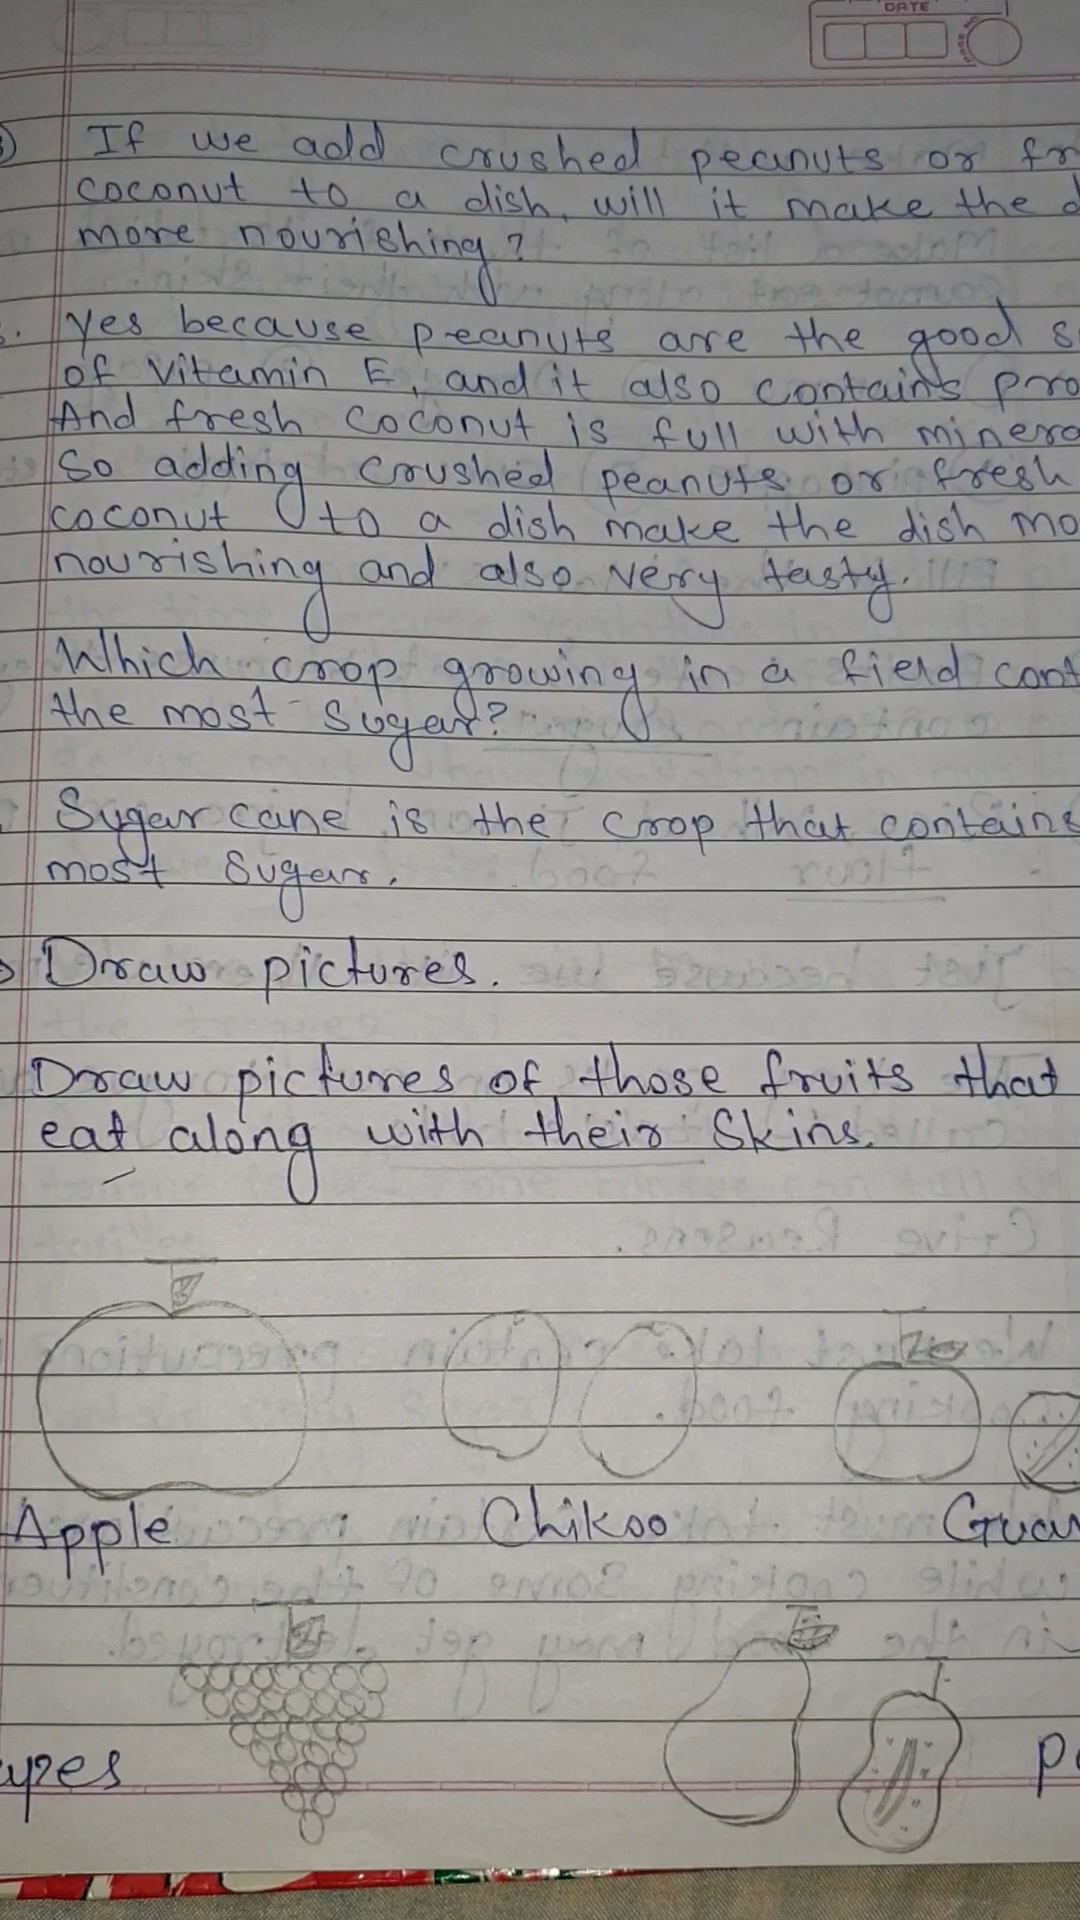 DATE
If we add crushed peanuts or
coconut to a dish, will it make the
more nourishing?
yes because peanuts are the good
of vitamin E, and it also contains
And fresh coconut is full with
So adding crushed peanuts or fresh
coconut to a dish make the dish
nourishing and also very tasty.
Which crop growing in a field
the most sugar?
Sugar cane is the crop that contains
most sugar.
Draw pictures.
Draw pictures of those fruits that
eat along with their skins.
Apple Chikoo